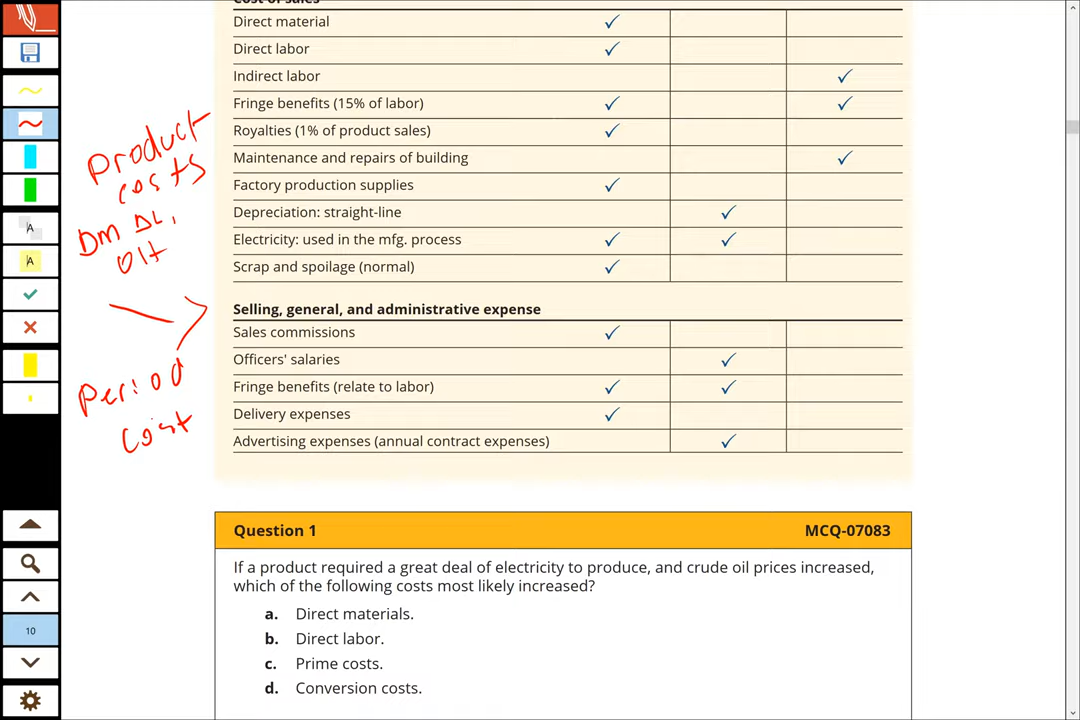 Cost of sales
Direct material ✓
Direct labor ✓
Indirect labor ✓
Fringe benefits (15% of labor) ✓ ✓
Royalties (1% of product sales) ✓
Maintenance and repairs of building ✓
Factory production supplies ✓
Depreciation: straight-line ✓
Electricity: used in the mfg. process ✓ ✓
Scrap and spoilage (normal) ✓
Product
costs
DM DL,
OH
Selling, general, and administrative expense
Sales commissions ✓
Officers' salaries ✓
Fringe benefits (relate to labor) ✓ ✓
Delivery expenses ✓
Advertising expenses (annual contract expenses) ✓
Period
Cost
A
A
10
Question 1 MCQ-07083
If a product required a great deal of electricity to produce, and crude oil prices increased,
which of the following costs most likely increased?
a. Direct materials.
b. Direct labor.
c. Prime costs.
d. Conversion costs.